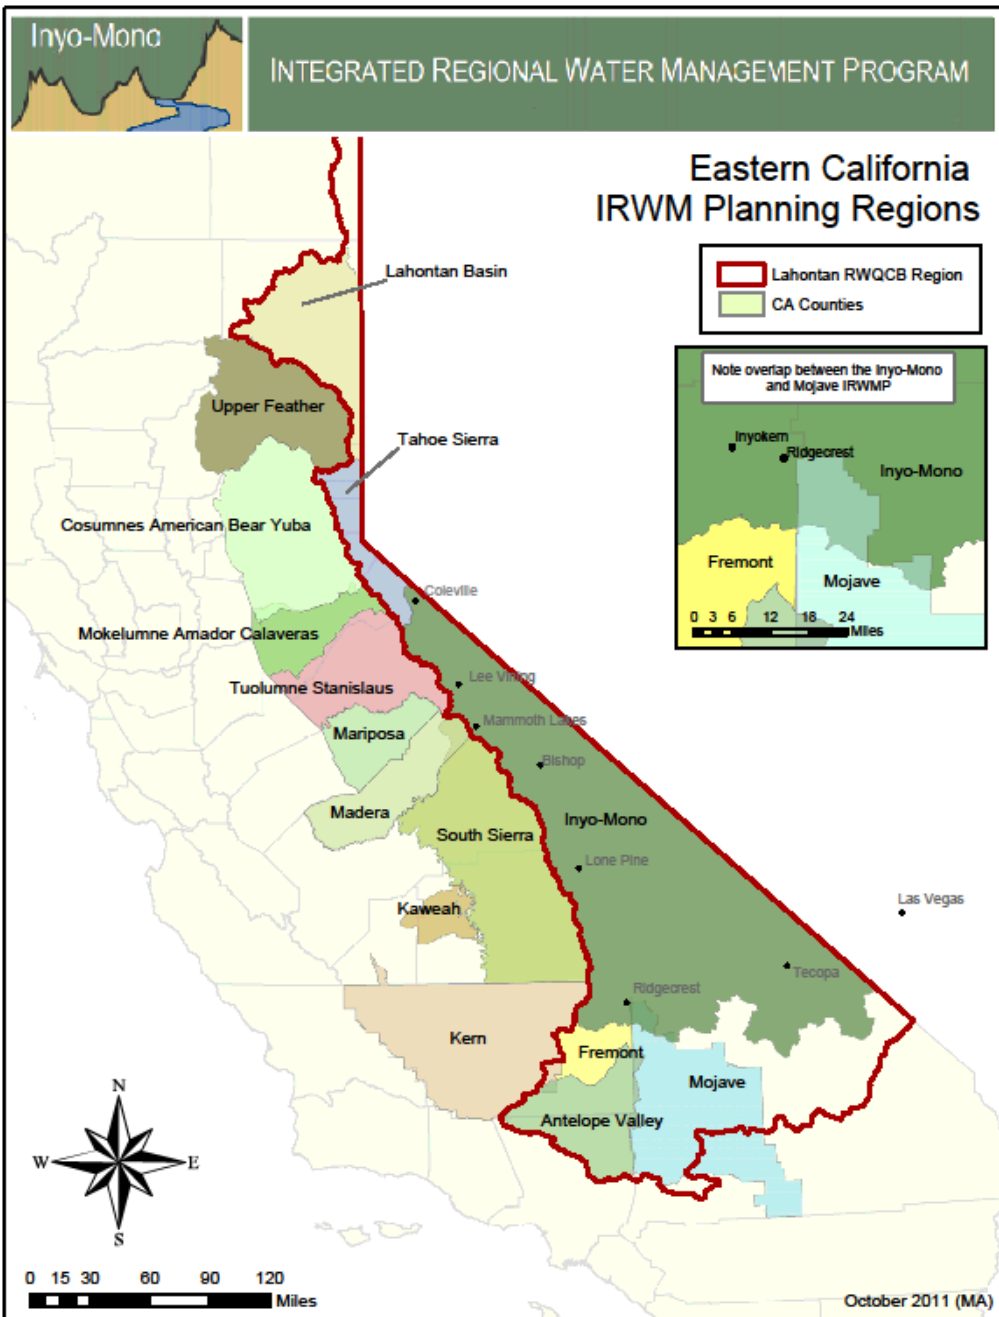 Inyo-Mono
INTEGRATED REGIONAL WATER MANAGEMENT PROGRAM
Eastern California
IRWM Planning Regions
Lahontan RWQCB Region
CA Counties
Note overlap between the Inyo-Mono
and Mojave IRWMP
Inyokern
Ridgecrest
Inyo-Mono
Fremont
Mojave
0 3 6 12 18 24
Miles
Lahontan Basin
Upper Feather
Tahoe Sierra
Cosumnes American Bear Yuba
Coleville
Mokelumne Amador Calaveras
Lee Vining
Tuolumne Stanislaus
Mammoth Lakes
Mariposa
Bishop
Madera
Inyo-Mono
South Sierra
Lone Pine
Las Vegas
Kaweah
Tecopa
Ridgecrest
Kern
Fremont
Mojave
Antelope Valley
N
W E
S
0 15 30 60 90 120
Miles
October 2011 (MA)